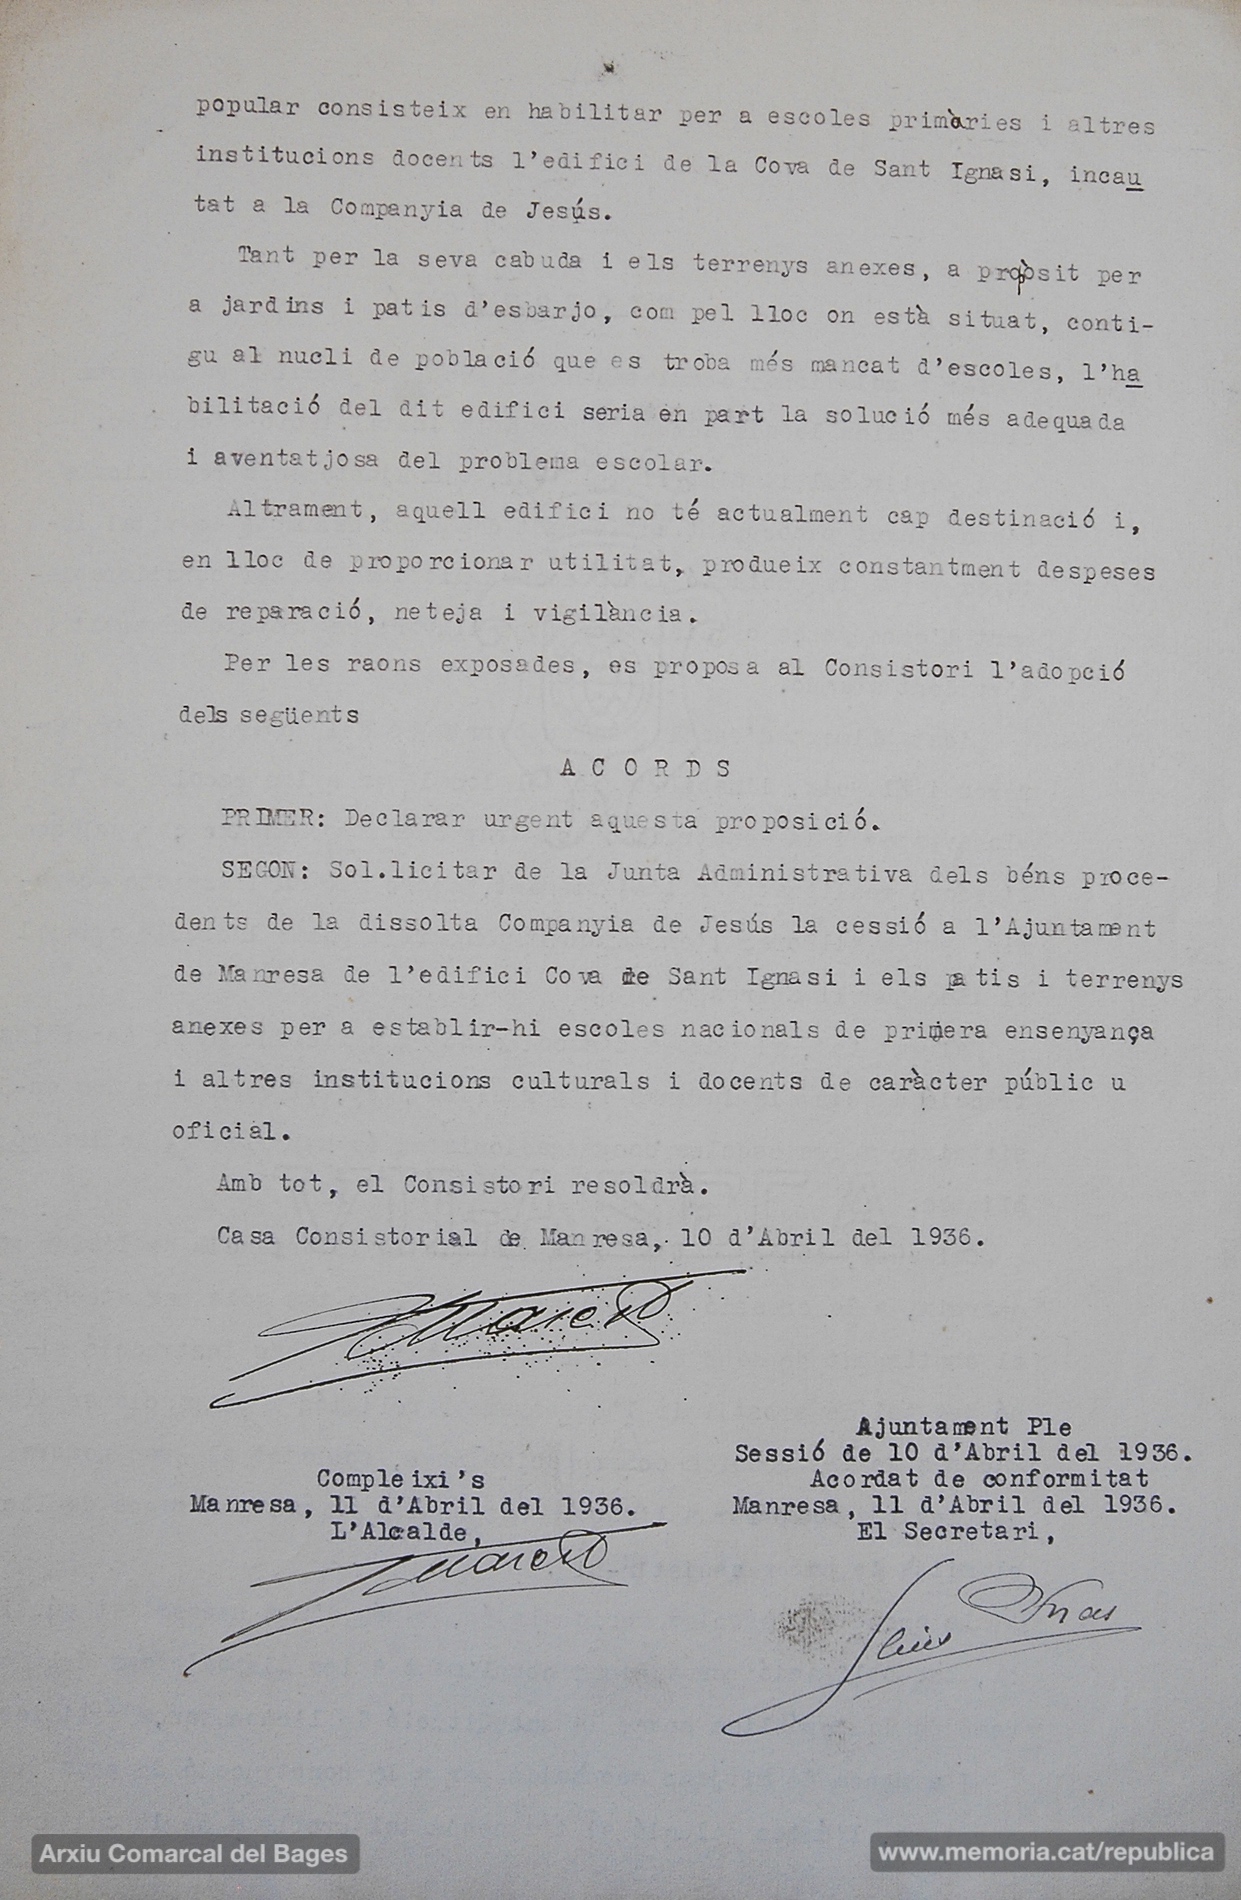 popular consisteix en habilitar per a escoles primàries i altres
institucions docents l'edifici de la Cova de Sant Ignasi, incau
tat a la Companyia de Jesús.
Tant per la seva cabuda i els terrenys anexes, a propòsit per
a jardins i patis d'esbarjo, com pel lloc on està situat, conti-
gu al nucli de població que es troba més mancat d'escoles, l'ha
bilitació del dit edifici seria en part la solució més adequada
i aventatjosa del problema escolar.
Altrament, aquell edifici no té actualment cap destinació i,
en lloc de proporcionar utilitat, produeix constantment despeses
de reparació, neteja i vigilància.
Per les raons exposades, es proposa al Consistori l'adopció
dels següents
A C O R D S
PRIMER: Declarar urgent aquesta proposició.
SEGON: Sol.licitar de la Junta Administrativa dels béns proce-
dents de la dissolta Companyia de Jesús la cessió a l'Ajuntament
de Manresa de l'edifici Cova de Sant Ignasi i els patis i terrenys
anexes per a establir-hi escoles nacionals de primera ensenyança
i altres institucions culturals i docents de caràcter públic u
oficial.
Amb tot, el Consistori resoldrà.
Casa Consistorial de Manresa, 10 d'Abril del 1936.
Ajuntament Ple
Sessió de 10 d'Abril del 1936.
Acordat de conformitat
Manresa, 11 d'Abril del 1936.
El Secretari,
Compleixi's
Manresa, 11 d'Abril del 1936.
L'Alcalde,
Arxiu Comarcal del Bages
www.memoria.cat/republica